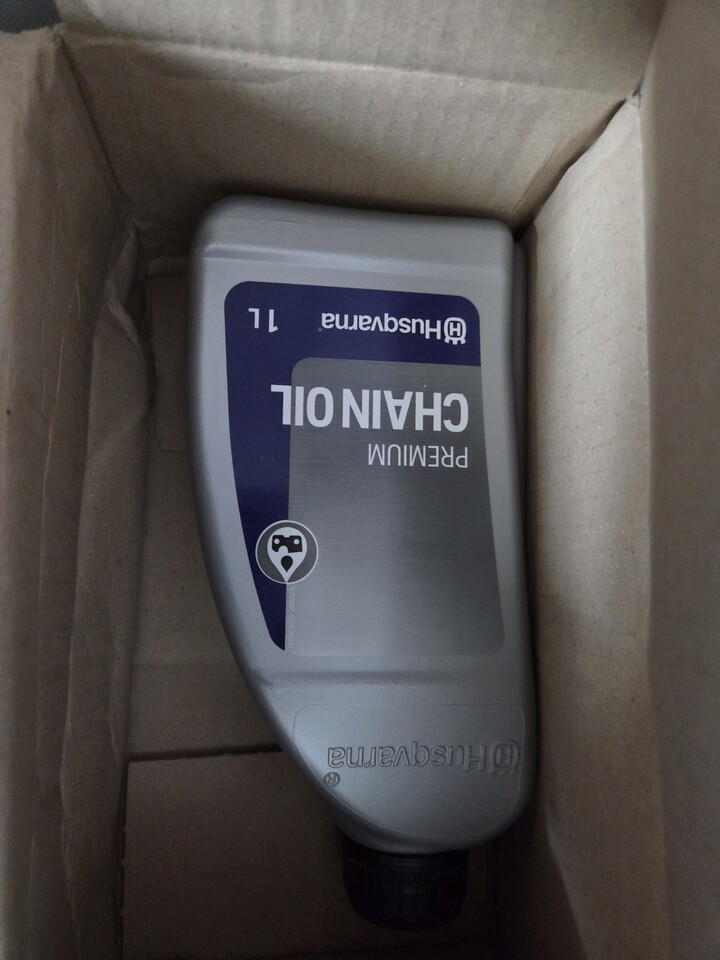 Husqvarna®
PREMIUM
CHAIN OIL
Husqvarna® 1 L